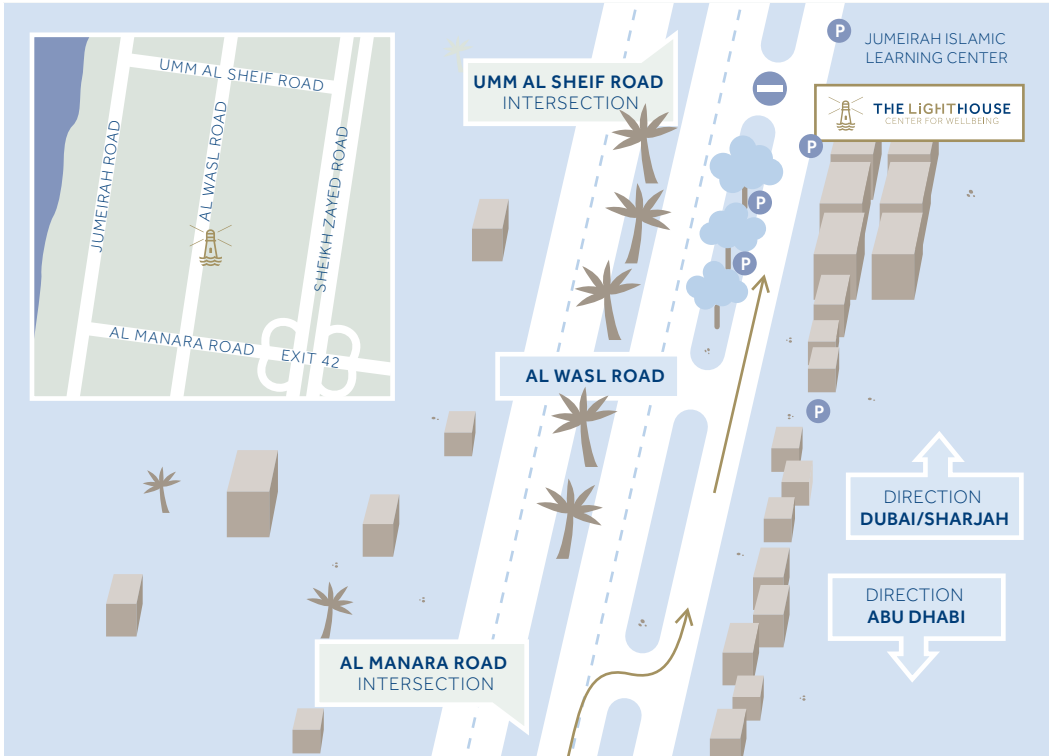 UMM AL SHEIF ROAD
JUMEIRAH ROAD
AL WASL ROAD
SHEIKH ZAYED ROAD
AL MANARA ROAD
EXIT 42
UMM AL SHEIF ROAD
INTERSECTION
P
JUMEIRAH ISLAMIC
LEARNING CENTER
THE LiGHTHOUSE
CENTER FOR WELLBEING
P
P
P
AL WASL ROAD
P
DIRECTION
DUBAI/SHARJAH
DIRECTION
ABU DHABI
AL MANARA ROAD
INTERSECTION